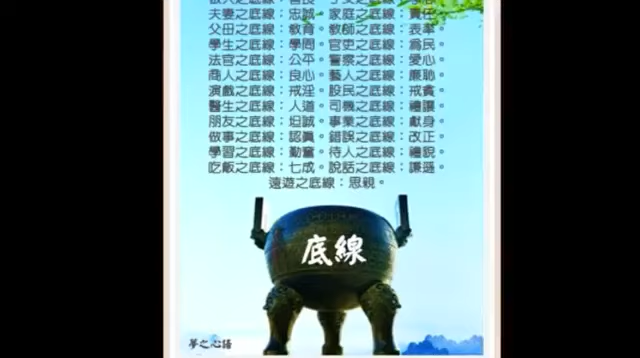 夫妻之底線：忠誠。家庭之底線：責任。
父母之底線：教育。教師之底線：表率。
學生之底線：學問。官吏之底線：為民。
法官之底線：公平。警察之底線：愛心。
商人之底線：良心。藝人之底線：廉恥。
演戲之底線：戒淫。股民之底線：戒貪。
醫生之底線：人道。司機之底線：禮讓。
朋友之底線：坦誠。事業之底線：獻身。
做事之底線：認真。錯誤之底線：改正。
學習之底線：勤奮。待人之底線：禮貌。
吃飯之底線：七成。說話之底線：謙遜。
遠遊之底線：思親。
底線
夢之心語